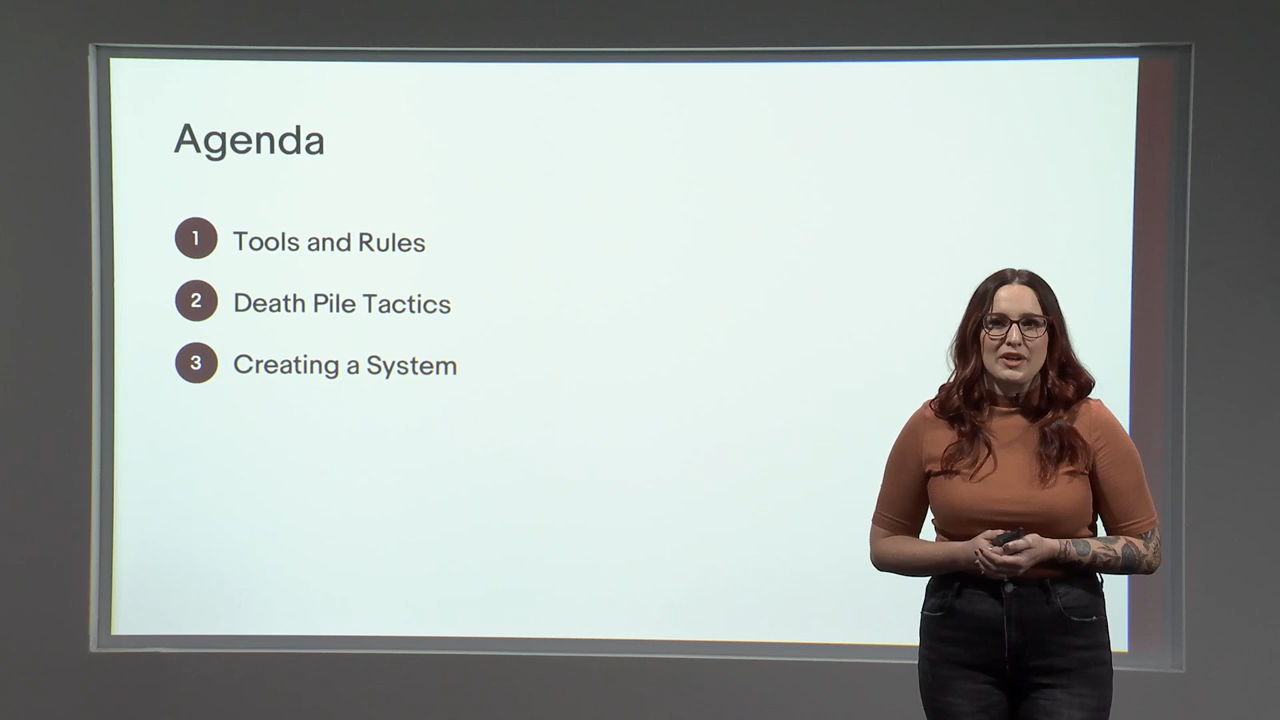 Agenda
1 Tools and Rules
2 Death Pile Tactics
3 Creating a System